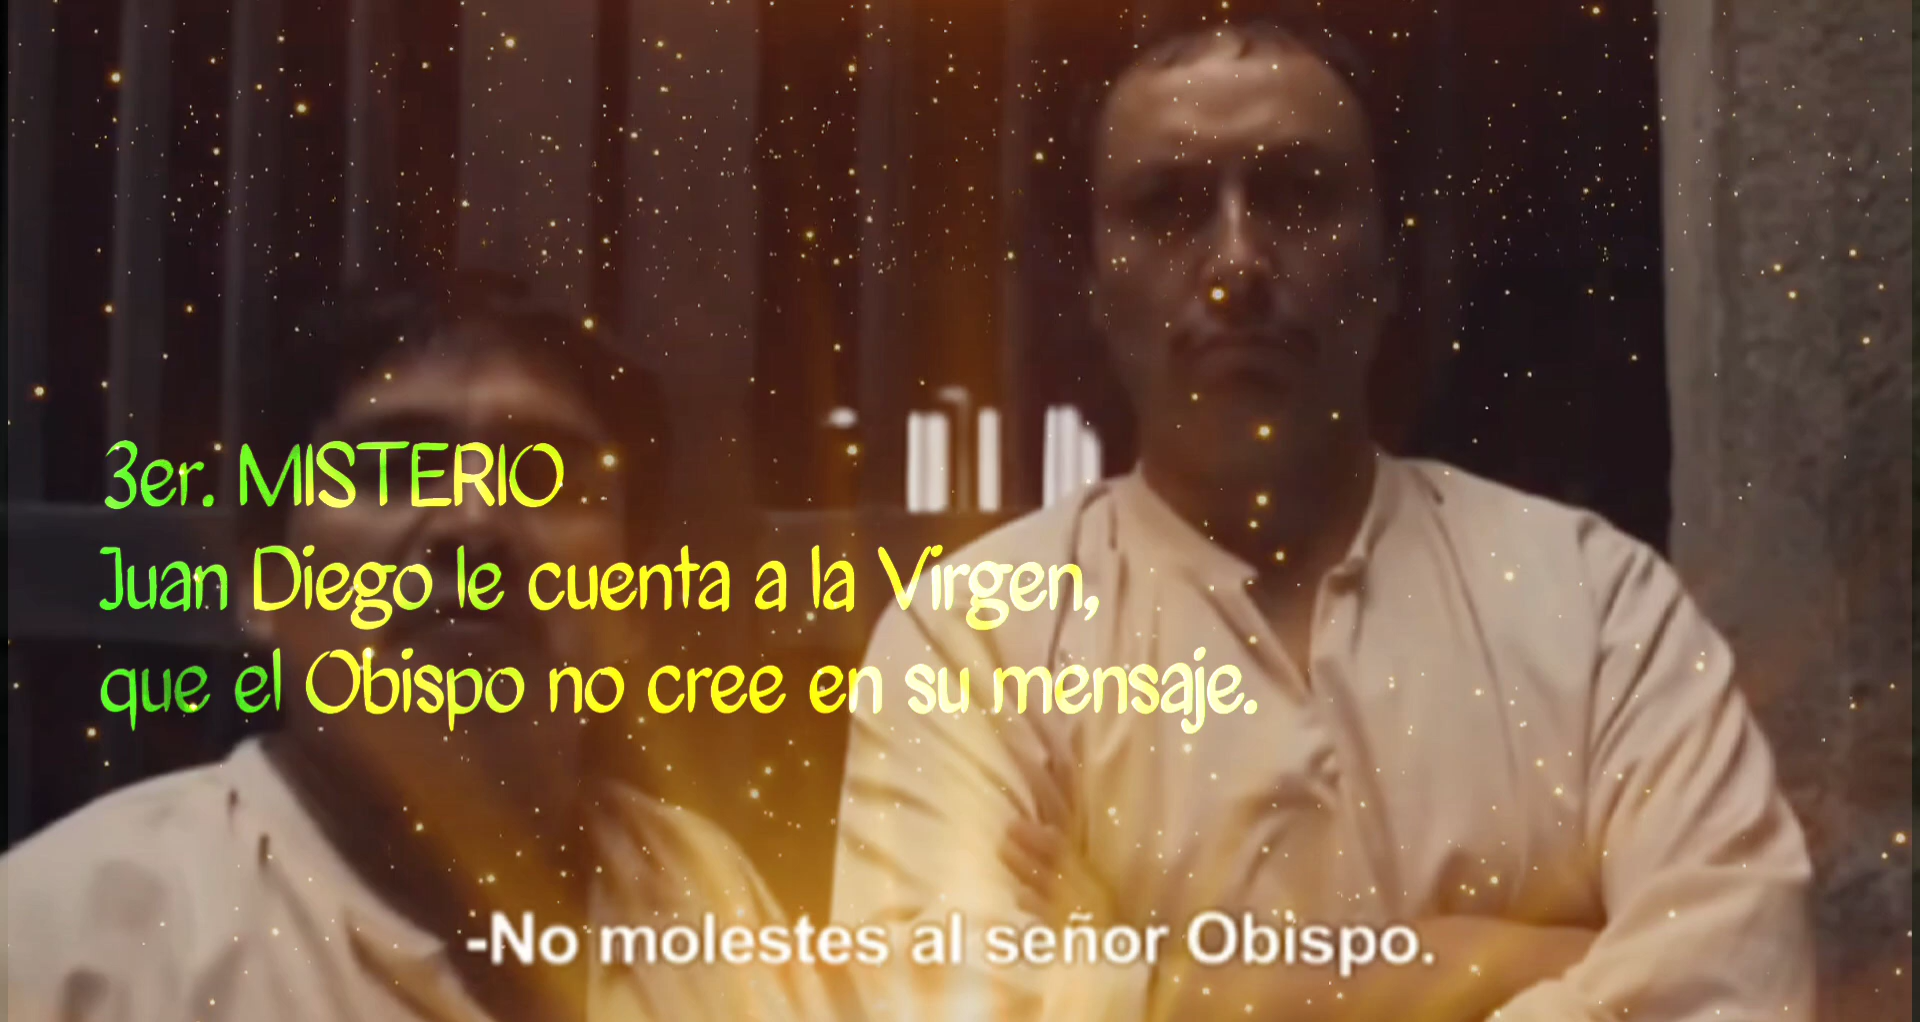 3er. MISTERIO
Juan Diego le cuenta a la Virgen,
que el Obispo no cree en su mensaje.
-No molestes al señor Obispo.